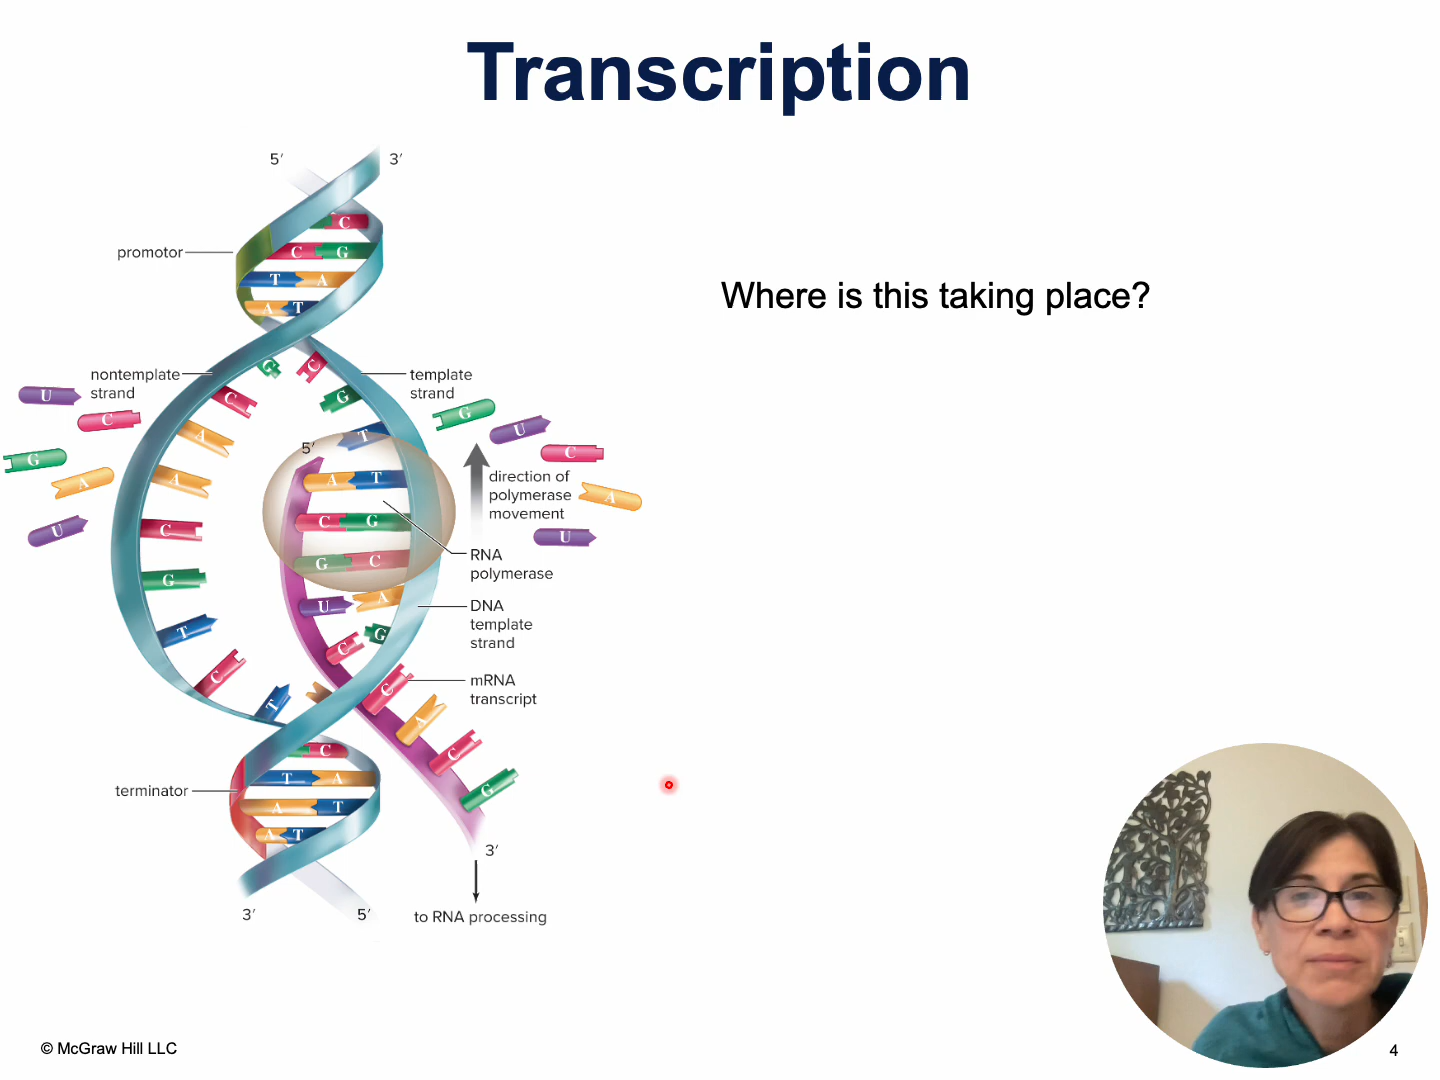 Transcription
5′ 3′
C
promotor
C G
T A
A T
Where is this taking place?
nontemplate
strand
template
strand
G C
U
C
C
G
A
T
G
U
C
5′
G
A
A
A T
direction of
polymerase
movement
A
U
C
C G
U
RNA
polymerase
G C
G
U A
DNA
template
strand
T
C G
C
mRNA
transcript
C
T
A
C
G
C
T A
terminator
A T
A T
3′
3′ 5′
to RNA processing
© McGraw Hill LLC
4